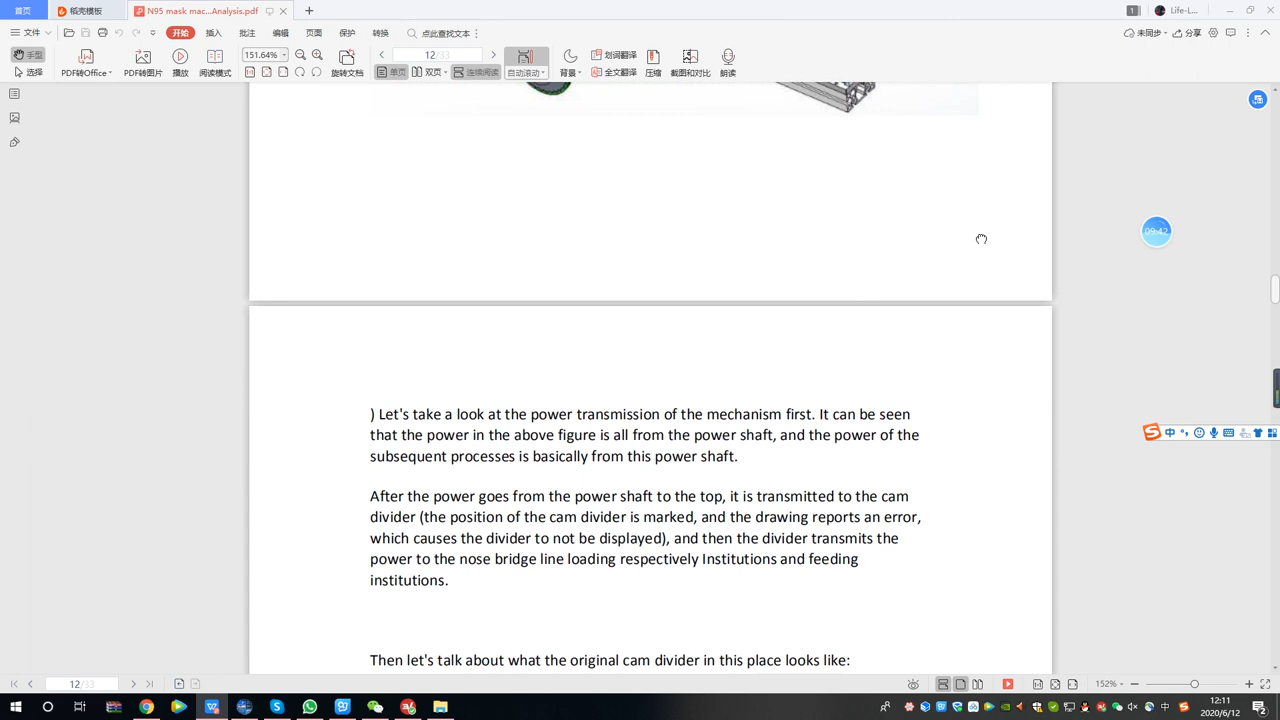 首页
稻壳模板
N95 mask mac...Analysis.pdf
1
Life-L...
文件
开始
插入
批注
编辑
页面
保护
转换
点此查找文本
未同步
分享
手型
选择
PDF转Office
PDF转图片
播放
阅读模式
151.64%
旋转文档
12/33
单页
双页
连续阅读
自动滚动
背景
划词翻译
全文翻译
压缩
截图和对比
朗读
09:42
) Let's take a look at the power transmission of the mechanism first. It can be seen
that the power in the above figure is all from the power shaft, and the power of the
subsequent processes is basically from this power shaft.
After the power goes from the power shaft to the top, it is transmitted to the cam
divider (the position of the cam divider is marked, and the drawing reports an error,
which causes the divider to not be displayed), and then the divider transmits the
power to the nose bridge line loading respectively Institutions and feeding
institutions.
Then let's talk about what the original cam divider in this place looks like:
中
12/33
152%
12:11
2020/6/12
中
2